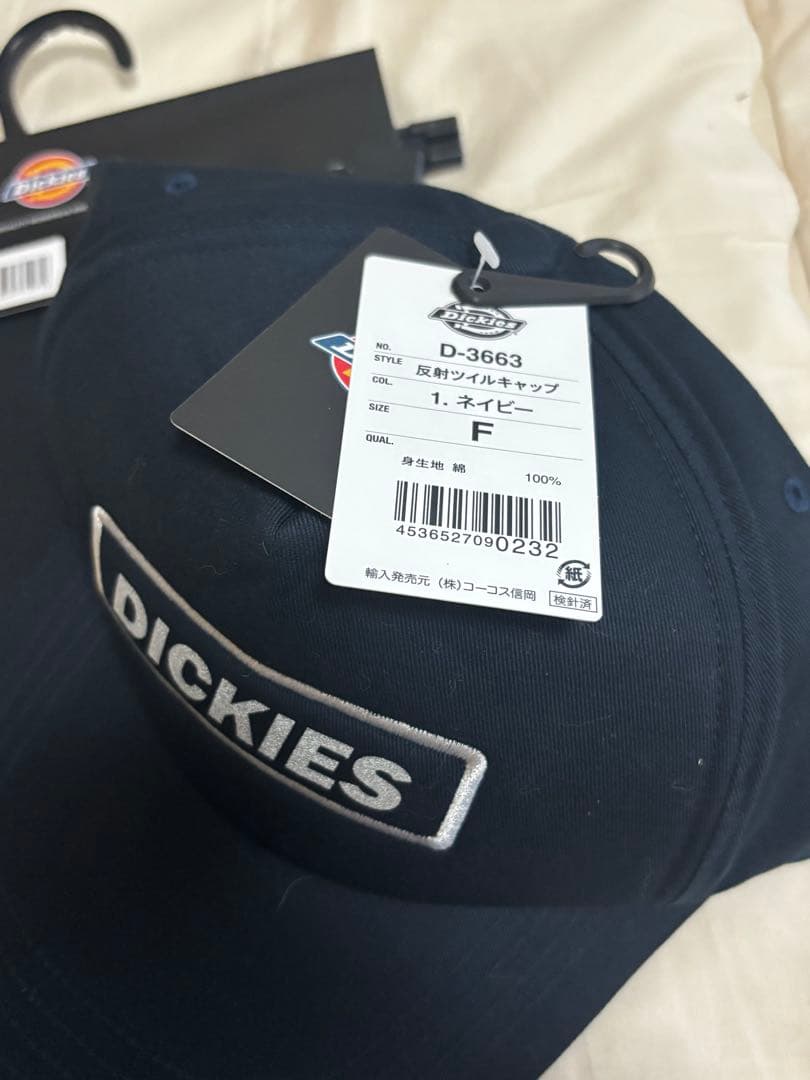 Dickies
Dickies
NO. D-3663
STYLE 反射ツイルキャップ
COL. 1. ネイビー
SIZE F
QUAL.
身生地 綿 100%
4536527090232
紙
輸入発売元 (株)コーコス信岡 検針済
DICKIES